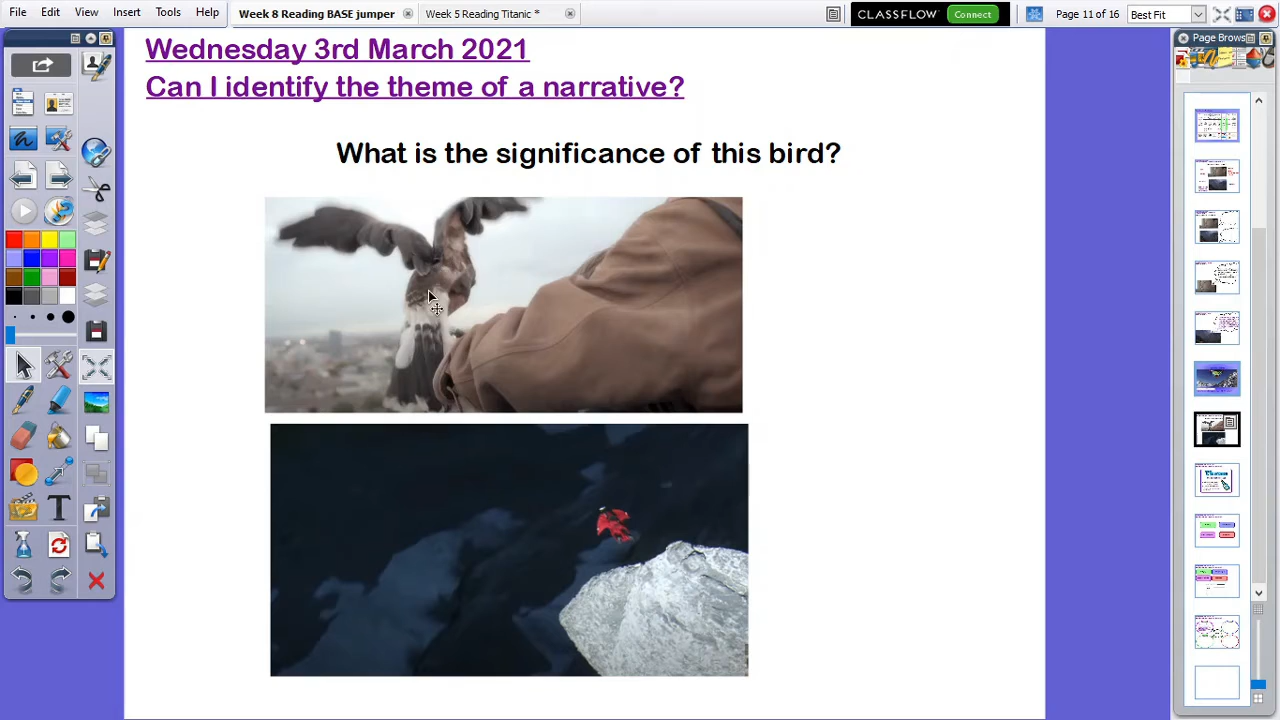 File Edit View Insert Tools Help
Week 8 Reading BASE jumper
Week 5 Reading Titanic *
CLASSFLOW Connect
Page 11 of 16
Best Fit
Page Brows
Wednesday 3rd March 2021
Can I identify the theme of a narrative?
What is the significance of this bird?
T